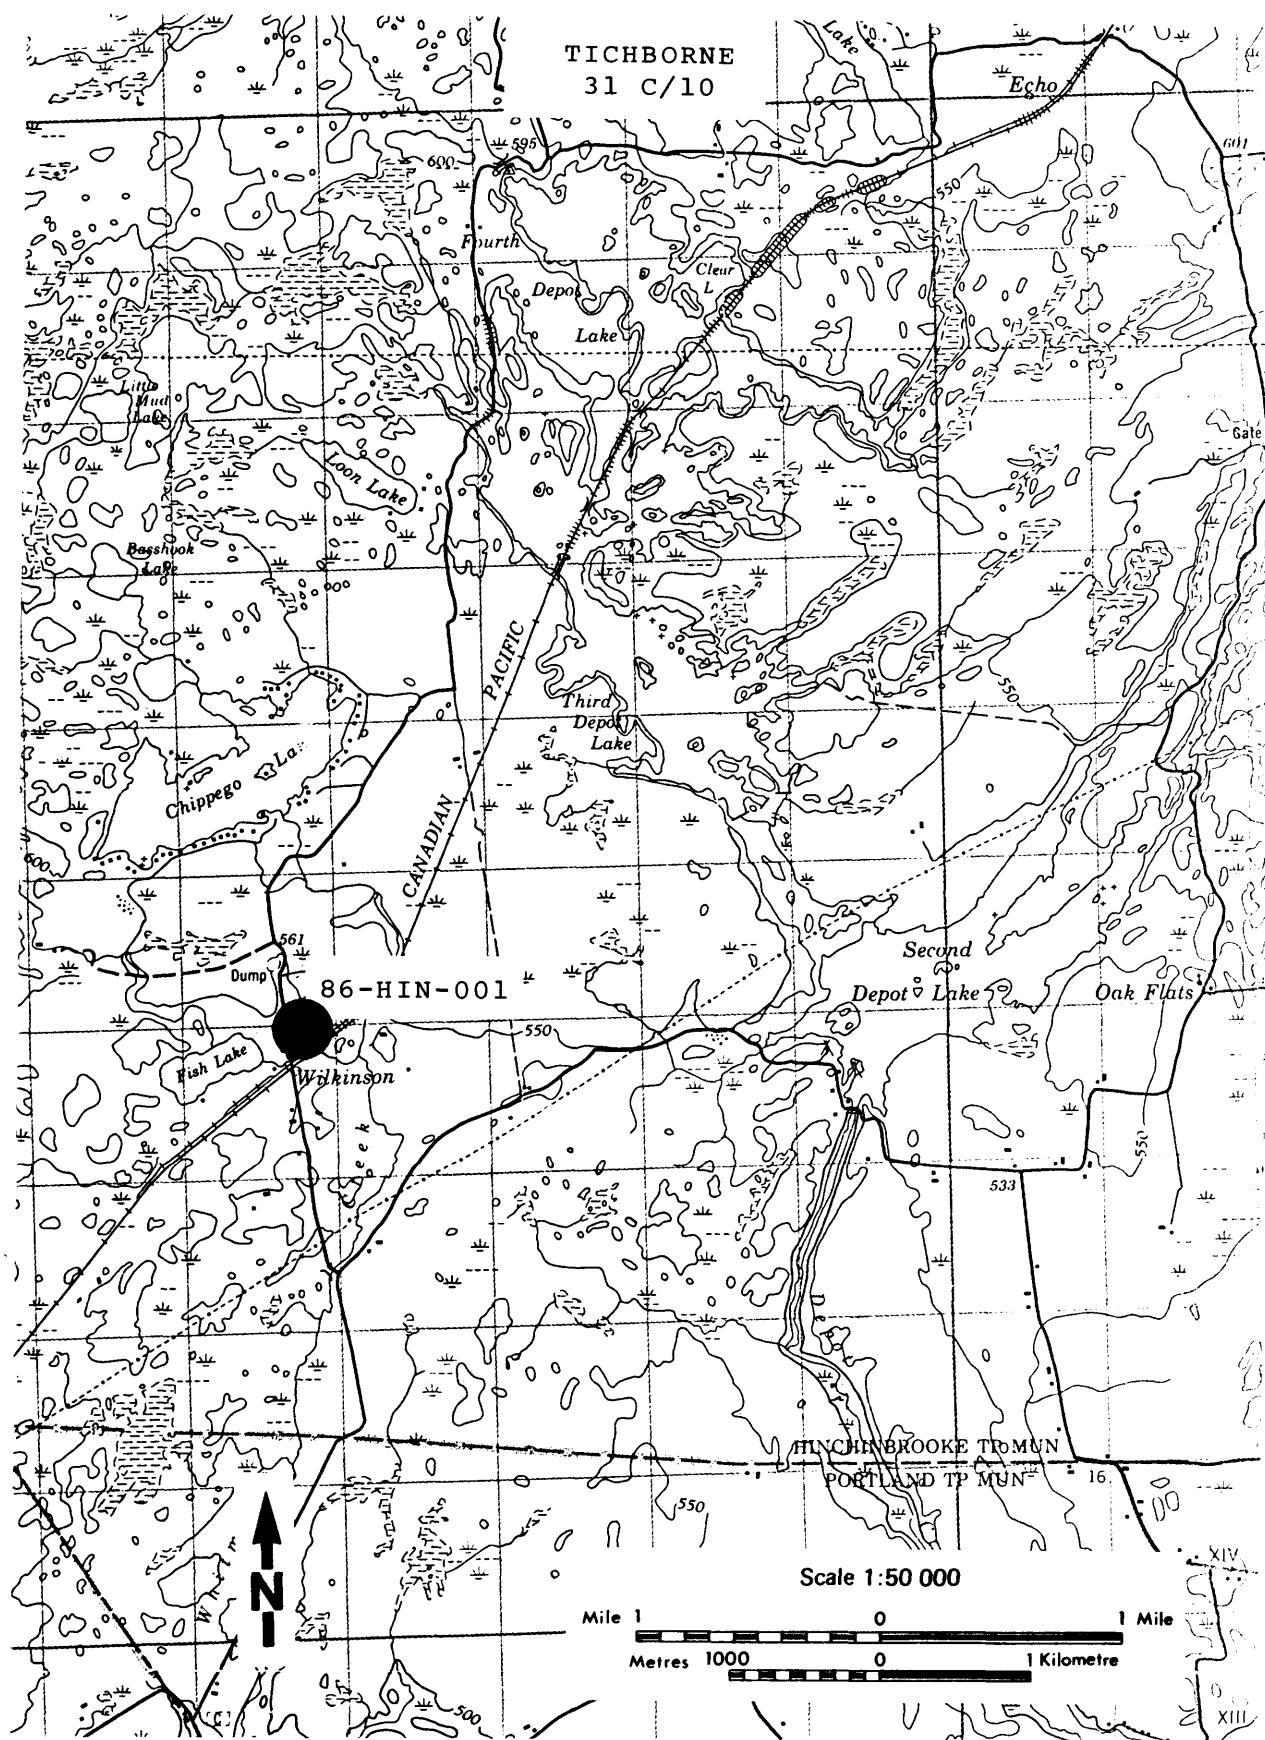 Lake
TICHBORNE
31 C/10
Echo
601
595
600
550
Fourth
Clear
L
Depot
Lake
Little
Mud
Lake
Gate
Loon Lake
Basshook
Lake
PACIFIC
550
Third
Depot
Lake
Chippego
CANADIAN
600
561
Second
Dump
86-HIN-001
Depot Lake
Oak Flats
550
Fish Lake
Wilkinson
550
533
HINCHINBROOKE TP MUN
PORTLAND TP MUN
16
550
XIV
Scale 1:50 000
N
Mile 1 0 1 Mile
Metres 1000 0 1 Kilometre
500
XIII